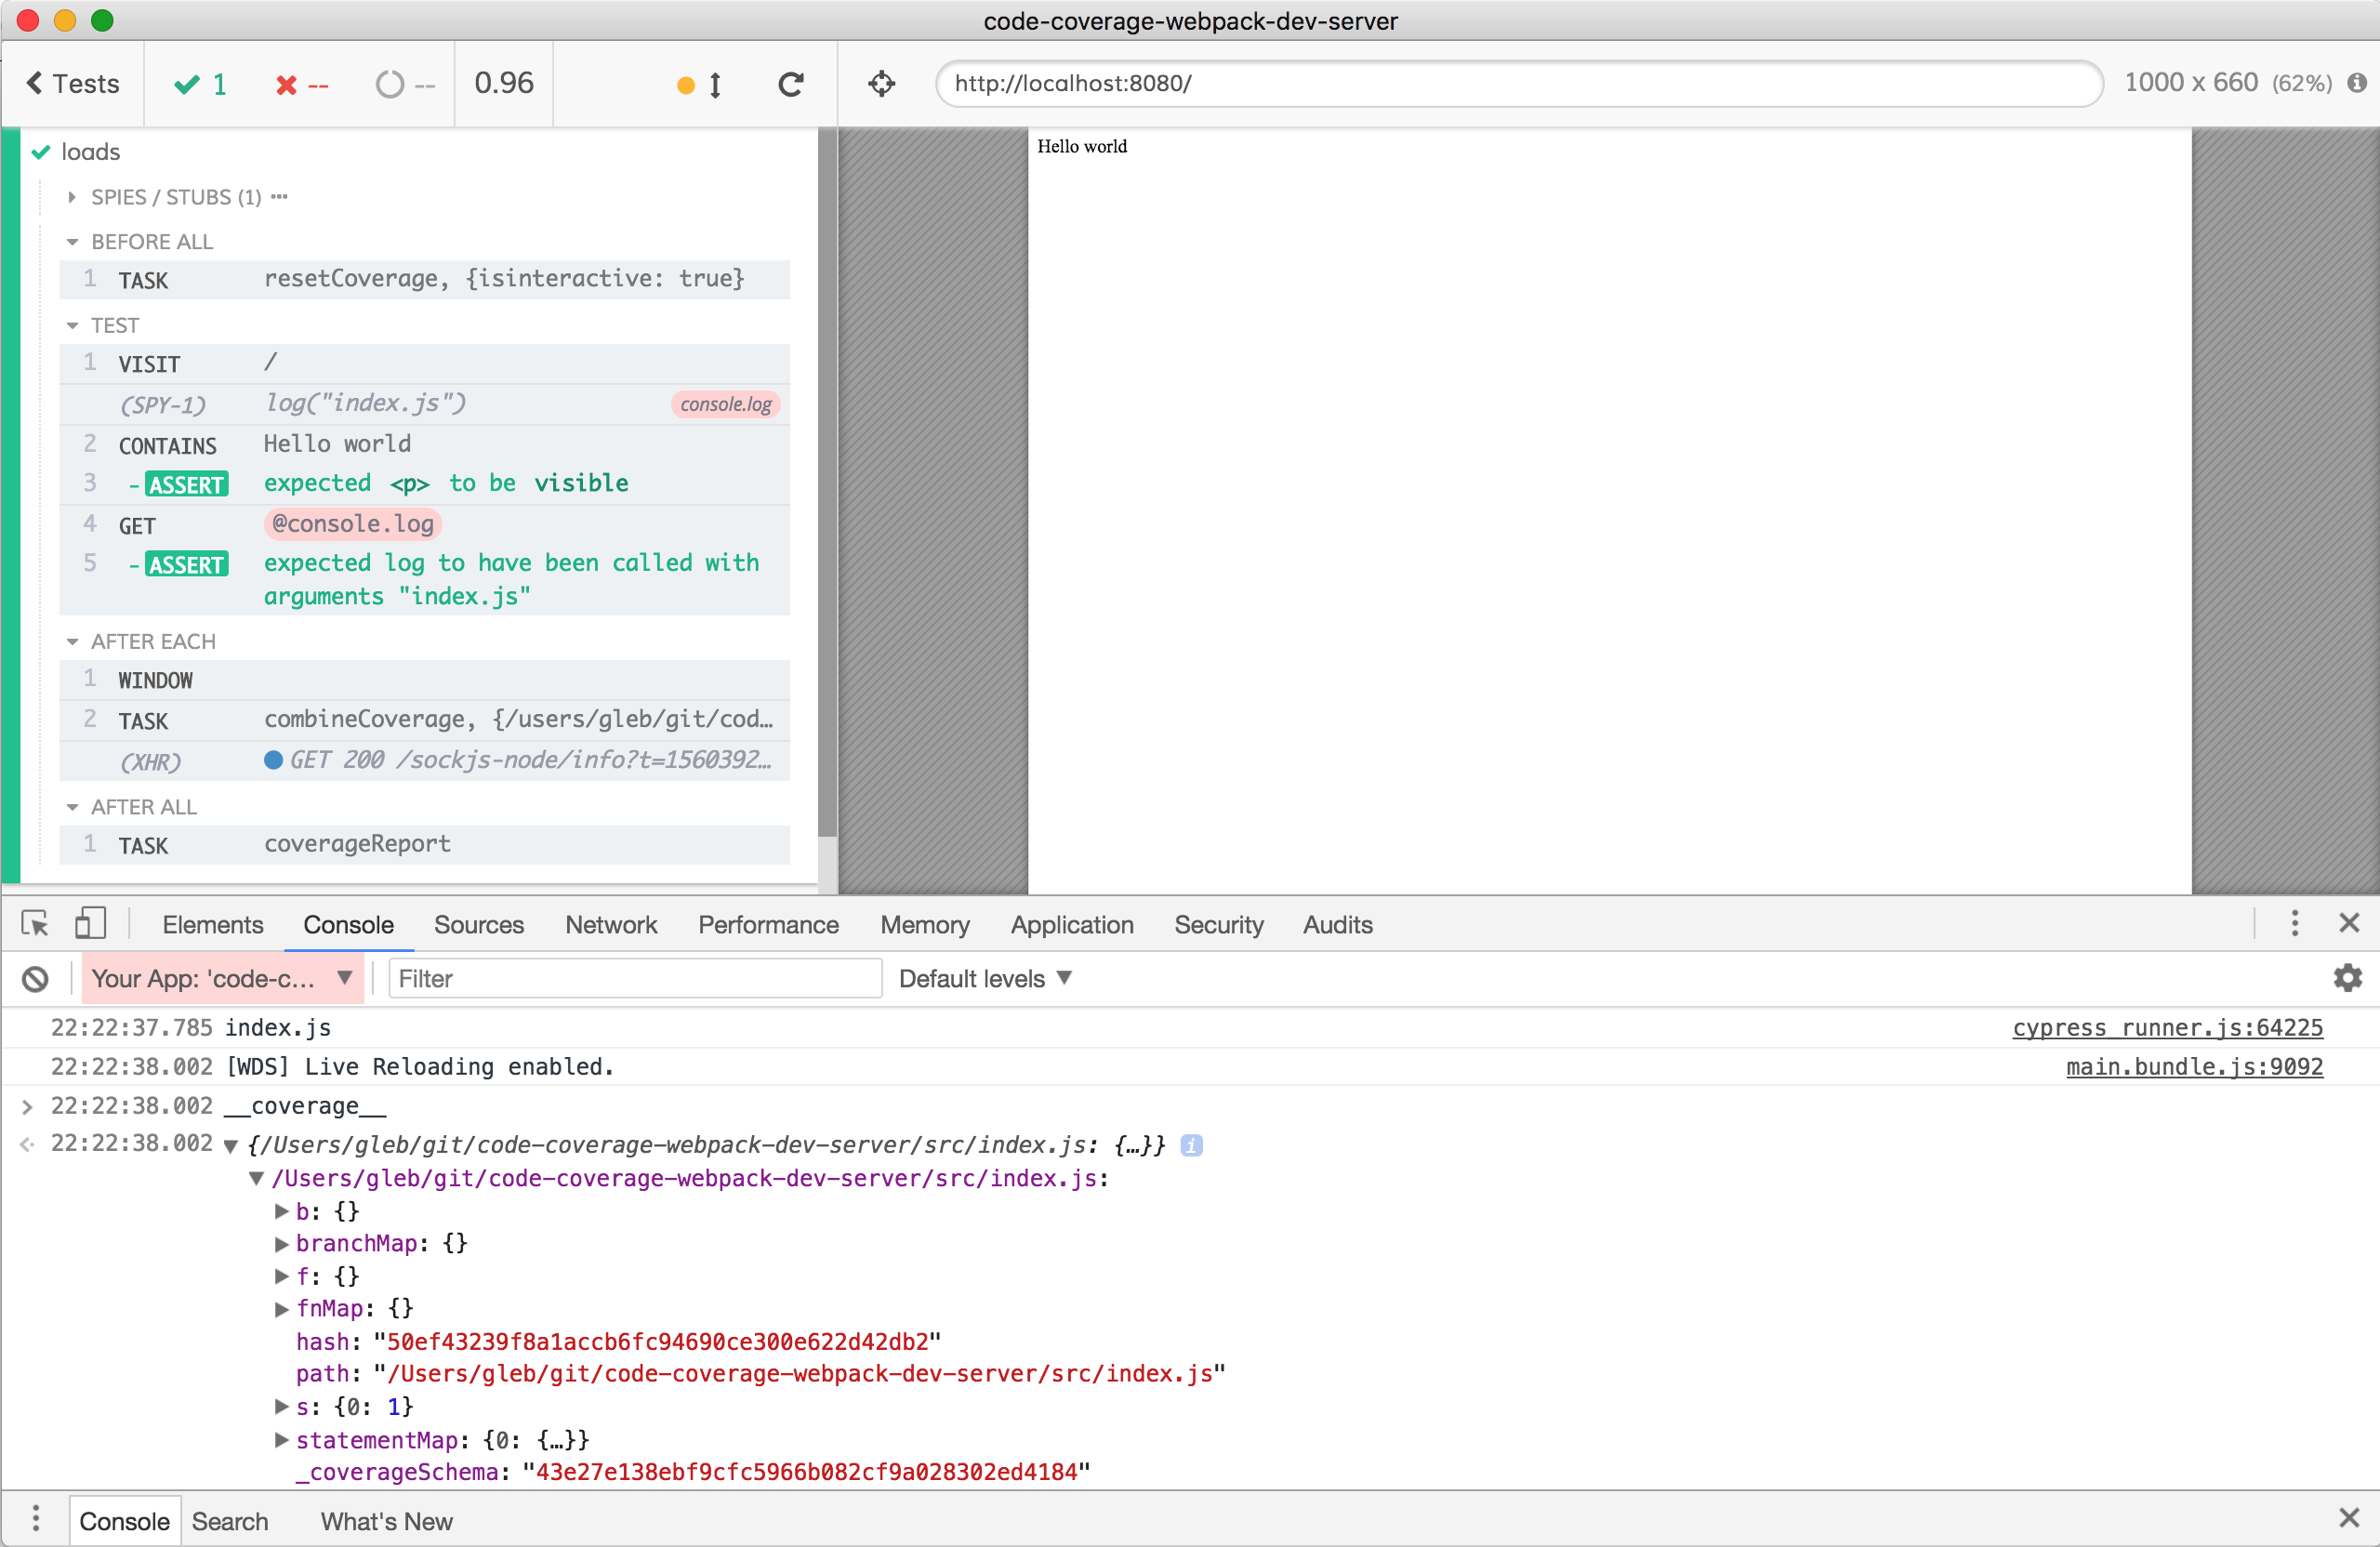 code-coverage-webpack-dev-server
Tests 1 -- -- 0.96 http://localhost:8080/ 1000 x 660 (62%)
loads
SPIES / STUBS (1)
BEFORE ALL
1 TASK resetCoverage, {isinteractive: true}
TEST
1 VISIT /
(SPY-1) log("index.js") console.log
2 CONTAINS Hello world
3 -ASSERT expected <p> to be visible
4 GET @console.log
5 -ASSERT expected log to have been called with
arguments "index.js"
AFTER EACH
1 WINDOW
2 TASK combineCoverage, {/users/gleb/git/cod…
(XHR) GET 200 /sockjs-node/info?t=1560392…
AFTER ALL
1 TASK coverageReport
Hello world
Elements Console Sources Network Performance Memory Application Security Audits
Your App: 'code-c… ▼ Filter Default levels ▼
22:22:37.785 index.js cypress_runner.js:64225
22:22:38.002 [WDS] Live Reloading enabled. main.bundle.js:9092
> 22:22:38.002 __coverage__
22:22:38.002 ▼ {/Users/gleb/git/code-coverage-webpack-dev-server/src/index.js: {…}} i
▼ /Users/gleb/git/code-coverage-webpack-dev-server/src/index.js:
▶ b: {}
▶ branchMap: {}
▶ f: {}
▶ fnMap: {}
hash: "50ef43239f8a1accb6fc94690ce300e622d42db2"
path: "/Users/gleb/git/code-coverage-webpack-dev-server/src/index.js"
▶ s: {0: 1}
▶ statementMap: {0: {…}}
_coverageSchema: "43e27e138ebf9cfc5966b082cf9a028302ed4184"
Console Search What's New